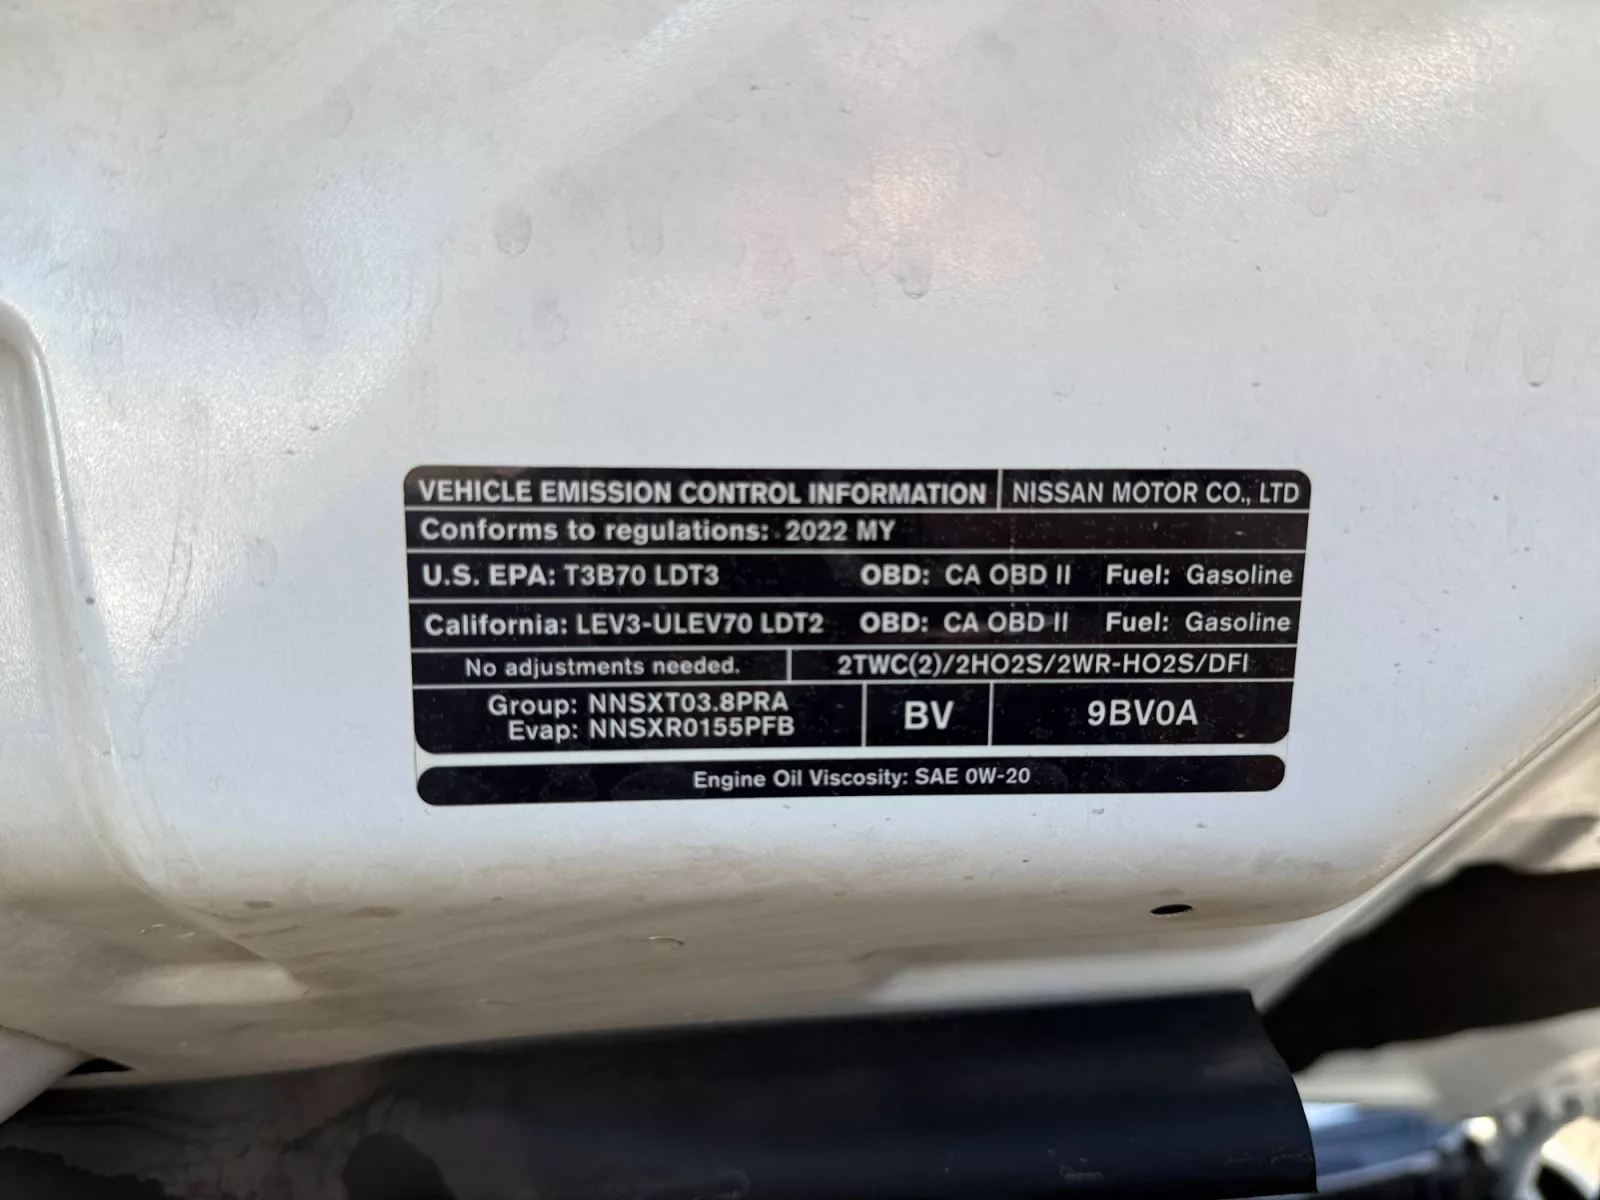 VEHICLE EMISSION CONTROL INFORMATION NISSAN MOTOR CO., LTD
Conforms to regulations: 2022 MY
U.S. EPA: T3B70 LDT3 OBD: CA OBD II Fuel: Gasoline
California: LEV3-ULEV70 LDT2 OBD: CA OBD II Fuel: Gasoline
No adjustments needed. 2TWC(2)/2HO2S/2WR-HO2S/DFI
Group: NNSXT03.8PRA
Evap: NNSXR0155PFB
BV 9BV0A
Engine Oil Viscosity: SAE 0W-20